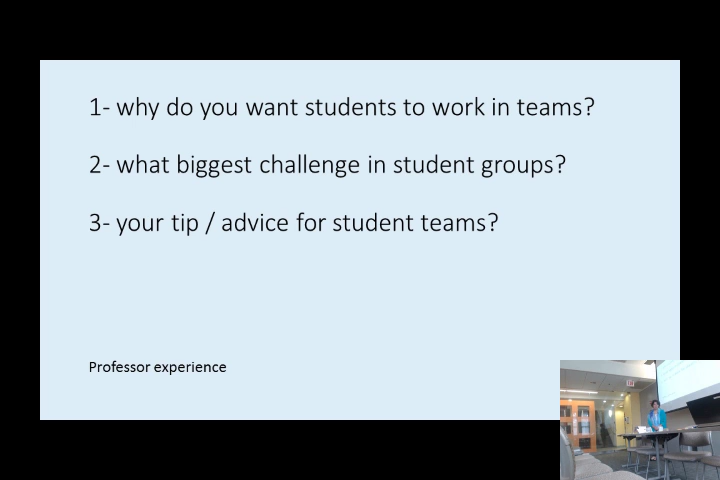 1- why do you want students to work in teams?
2- what biggest challenge in student groups?
3- your tip / advice for student teams?
Professor experience